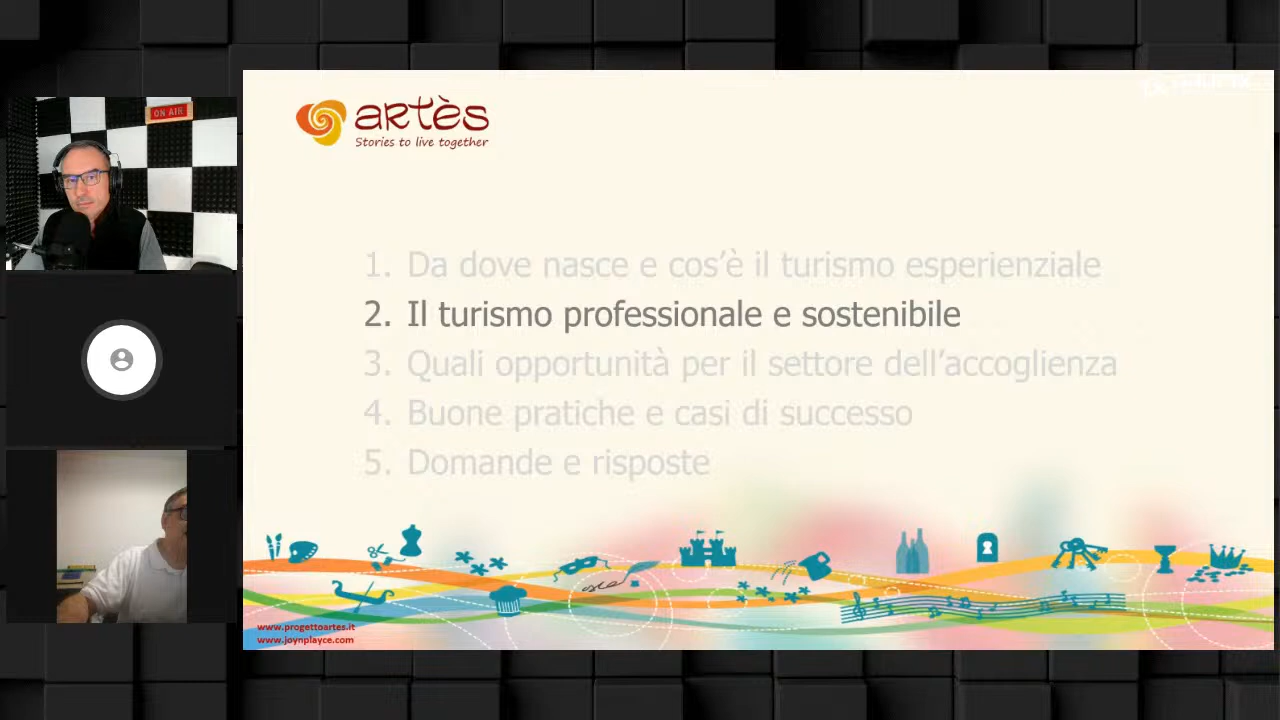 ON AIR
artès
Stories to live together
1. Da dove nasce e cos'è il turismo esperienziale
2. Il turismo professionale e sostenibile
3. Quali opportunità per il settore dell'accoglienza
4. Buone pratiche e casi di successo
5. Domande e risposte
www.progettoartes.it
www.joynplayce.com